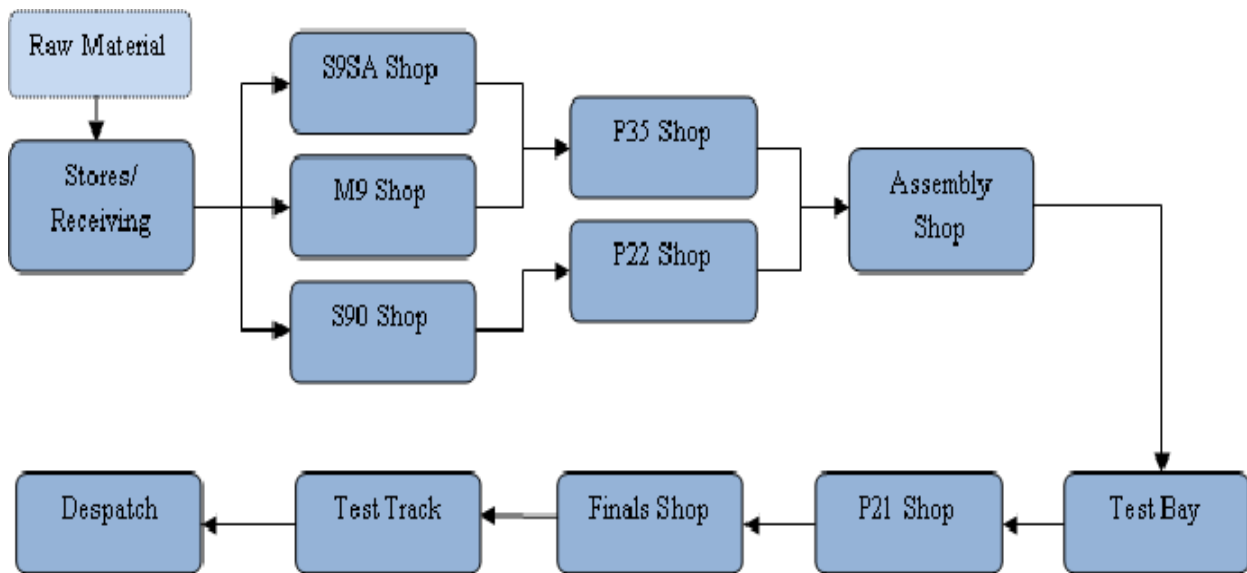 Raw Material
Stores/
Receiving
S9SA Shop
M9 Shop
S90 Shop
P35 Shop
P22 Shop
Assembly
Shop
Despatch
Test Track
Finals Shop
P21 Shop
Test Bay